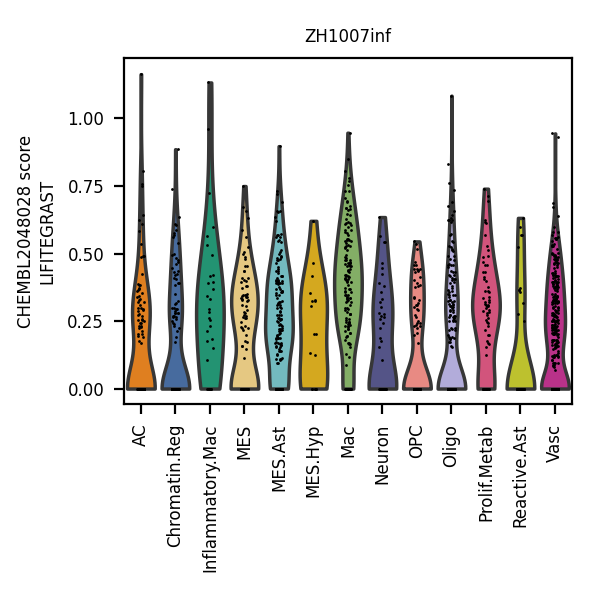 ZH1007inf
CHEMBL2048028 score
LIFITEGRAST
1.00
0.75
0.50
0.25
0.00
AC
Chromatin.Reg
Inflammatory.Mac
MES
MES.Ast
MES.Hyp
Mac
Neuron
OPC
Oligo
Prolif.Metab
Reactive.Ast
Vasc